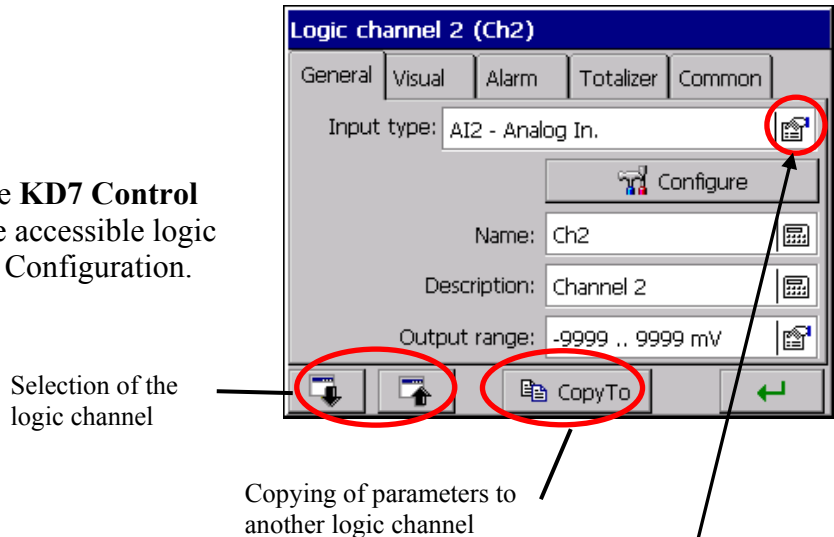 Logic channel 2 (Ch2)
General Visual Alarm Totalizer Common
Input type: AI2 - Analog In.
Configure
Name: Ch2
Description: Channel 2
Output range: -9999 .. 9999 mV
CopyTo
KD7 Control
accessible logic
Configuration.
Selection of the
logic channel
Copying of parameters to
another logic channel